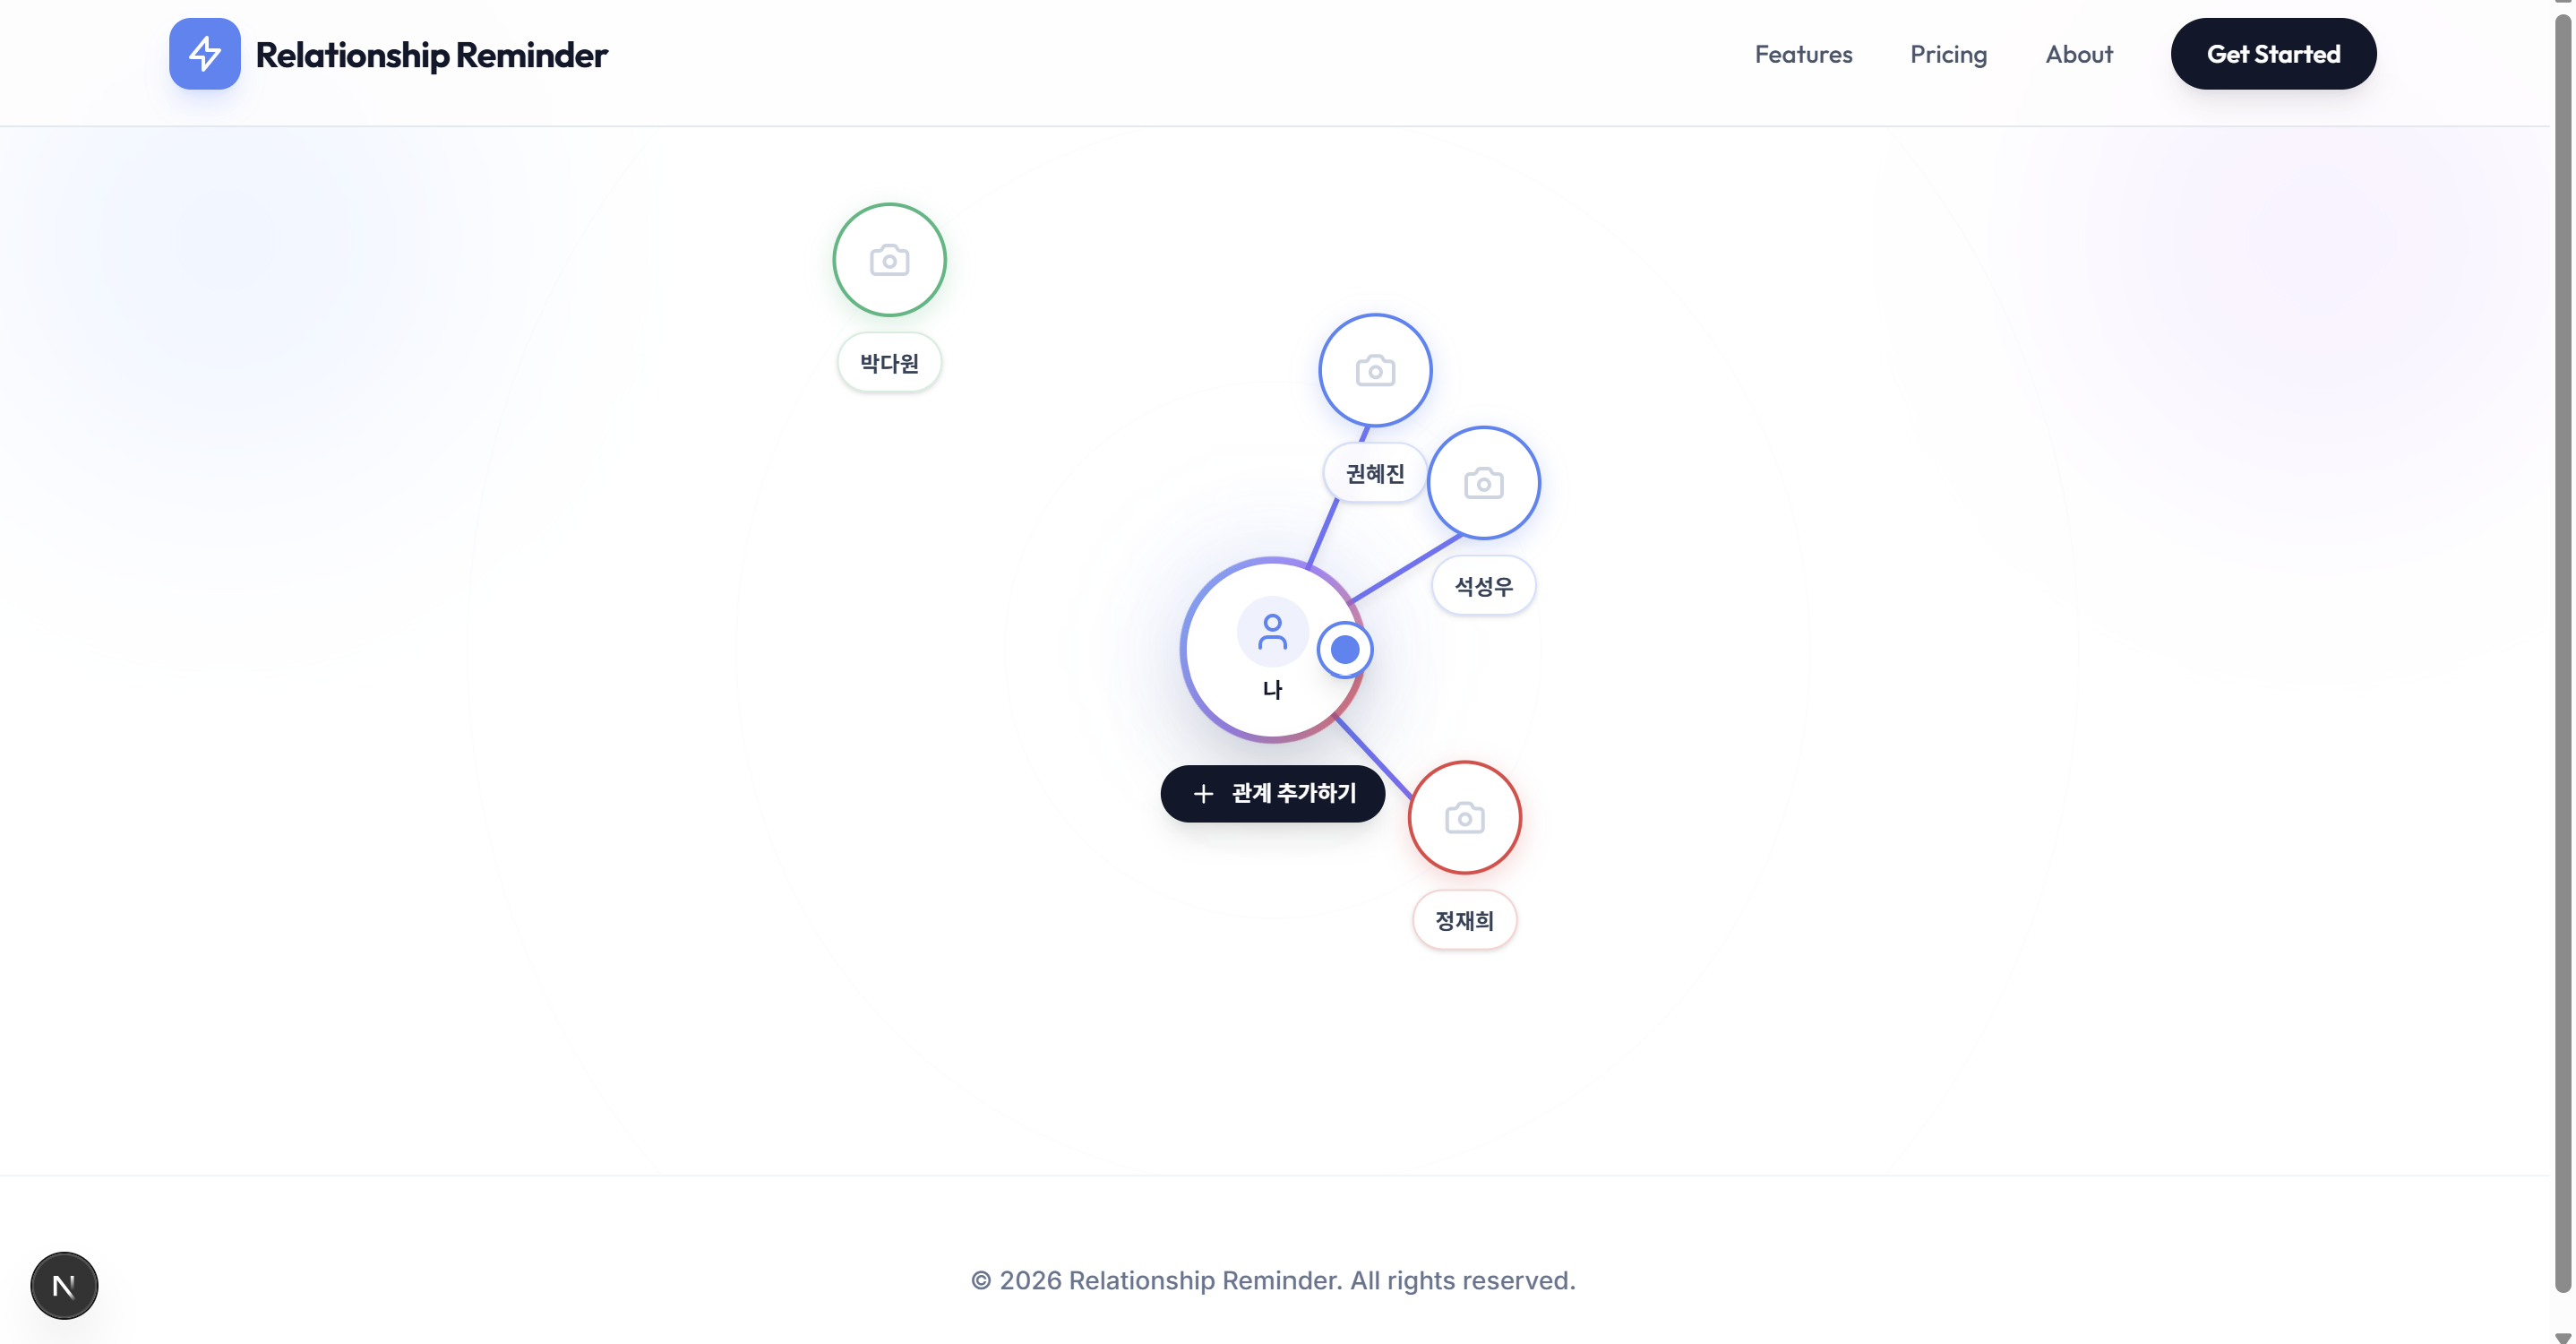 Relationship Reminder
Features
Pricing
About
Get Started
박다원
권혜진
석성우
나
관계 추가하기
정재희
© 2026 Relationship Reminder. All rights reserved.
N